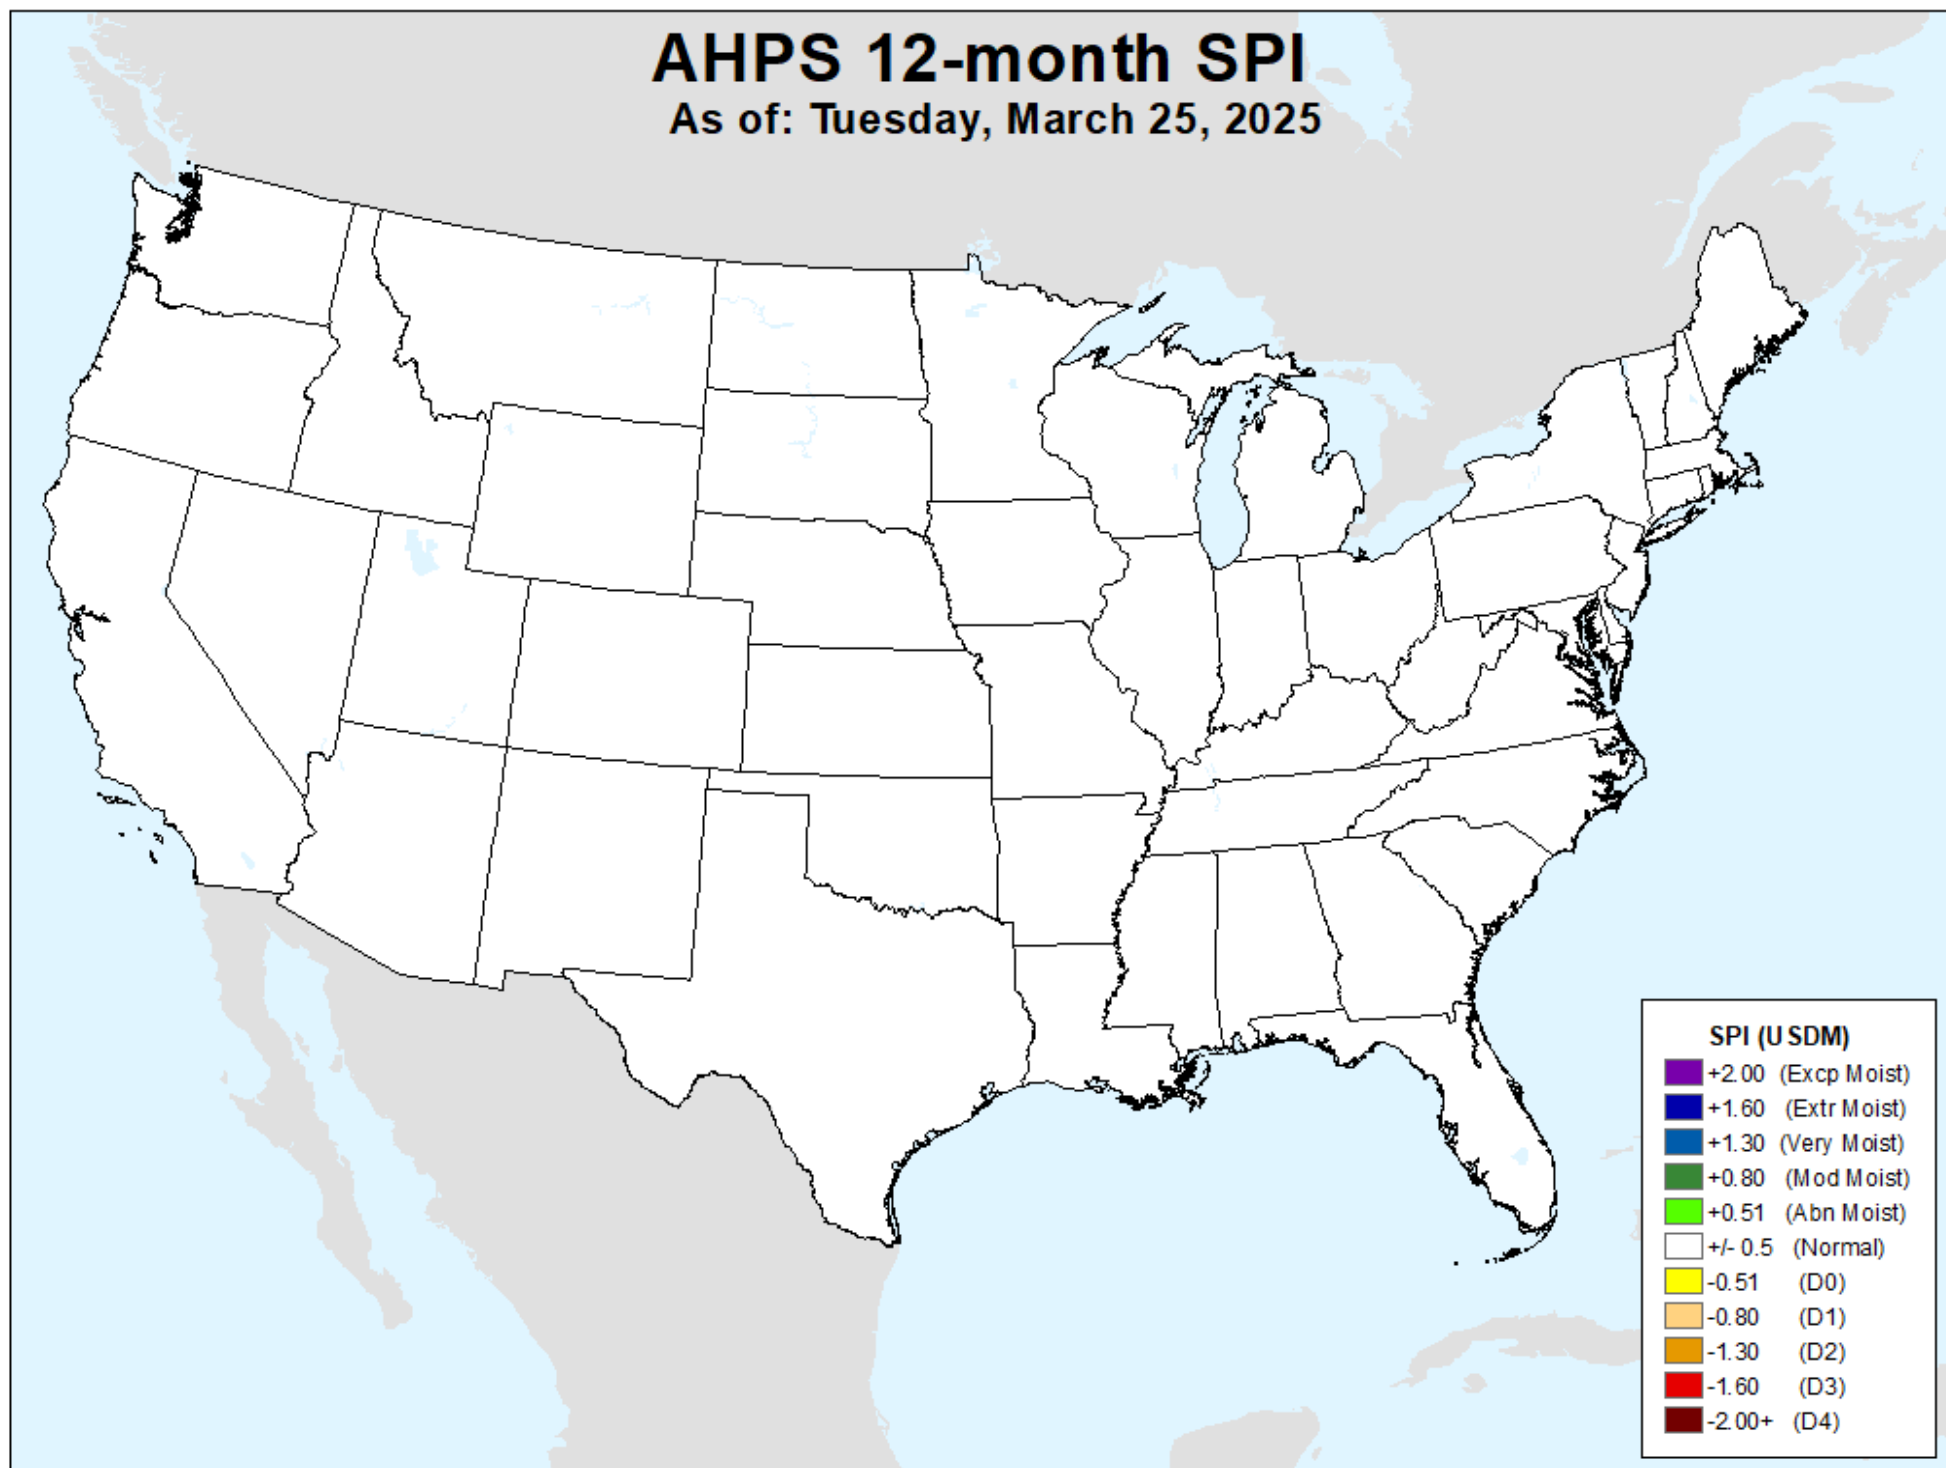 AHPS 12-month SPI
As of: Tuesday, March 25, 2025
SPI (USDM)
+2.00 (Excp Moist)
+1.60 (Extr Moist)
+1.30 (Very Moist)
+0.80 (Mod Moist)
+0.51 (Abn Moist)
+/- 0.5 (Normal)
-0.51 (D0)
-0.80 (D1)
-1.30 (D2)
-1.60 (D3)
-2.00+ (D4)